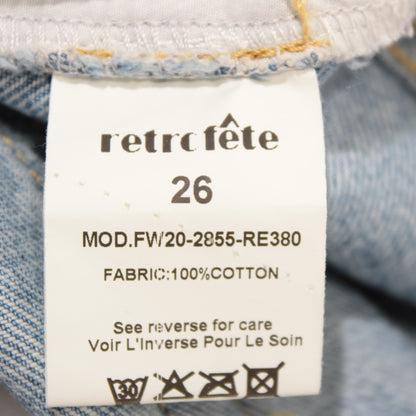 retrofête
26
MOD.FW20-2855-RE380
FABRIC:100%COTTON
See reverse for care
Voir L'Inverse Pour Le Soin
30